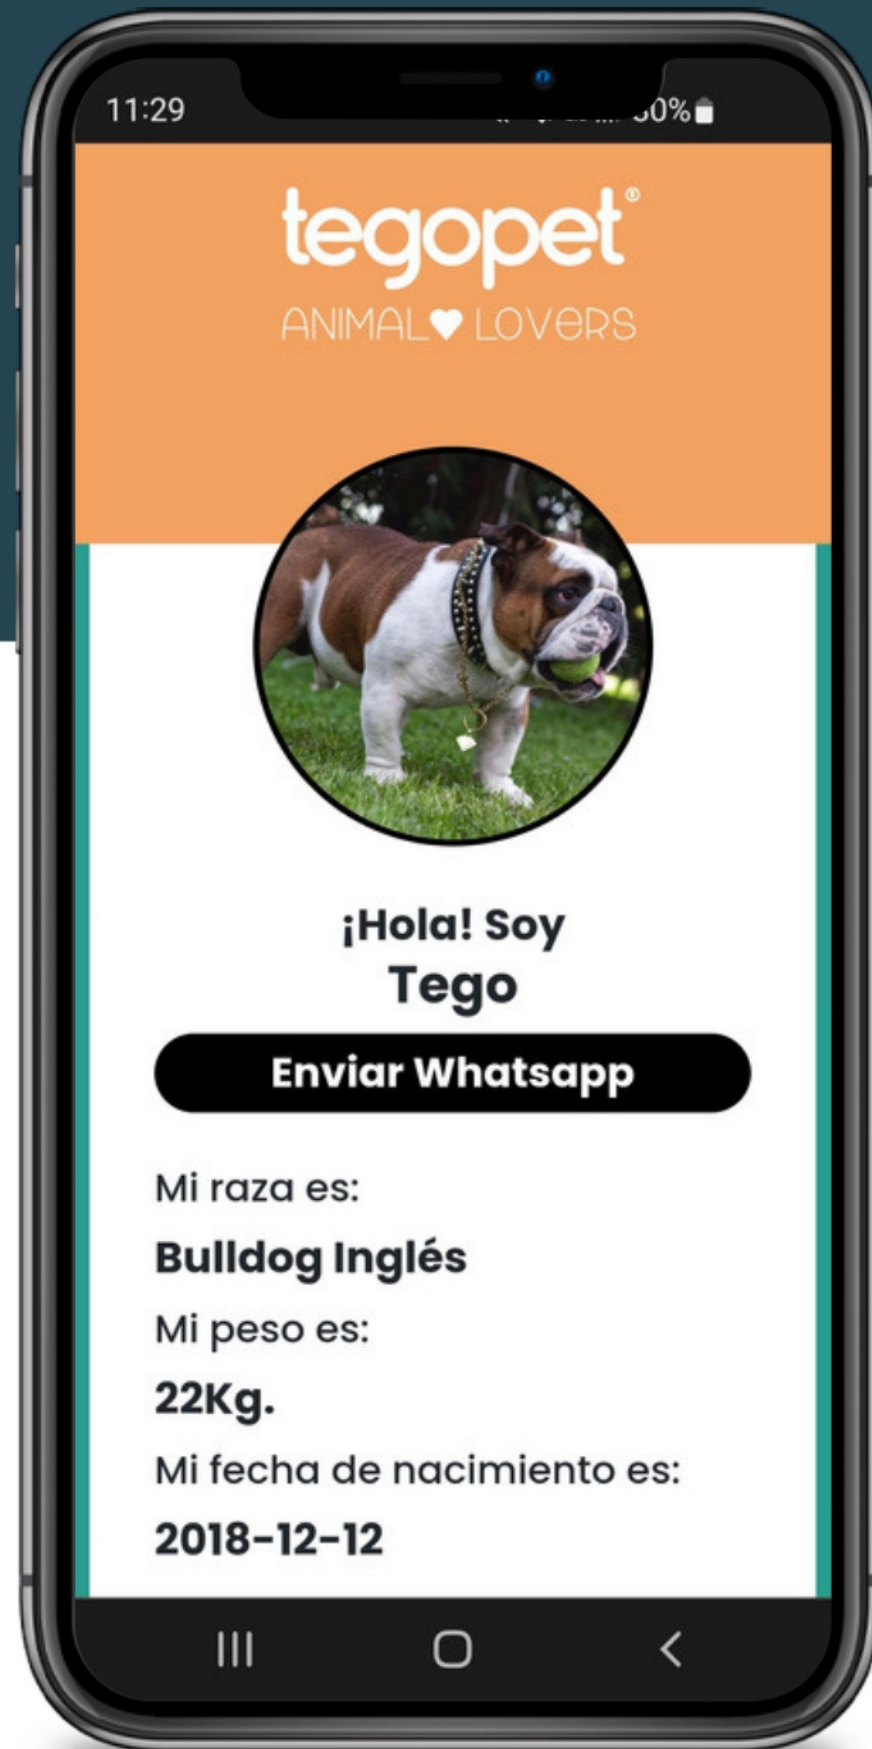 11:29
tegopet®
ANIMAL LOVERS
¡Hola! Soy
Tego
Enviar Whatsapp
Mi raza es:
Bulldog Inglés
Mi peso es:
22Kg.
Mi fecha de nacimiento es:
2018-12-12